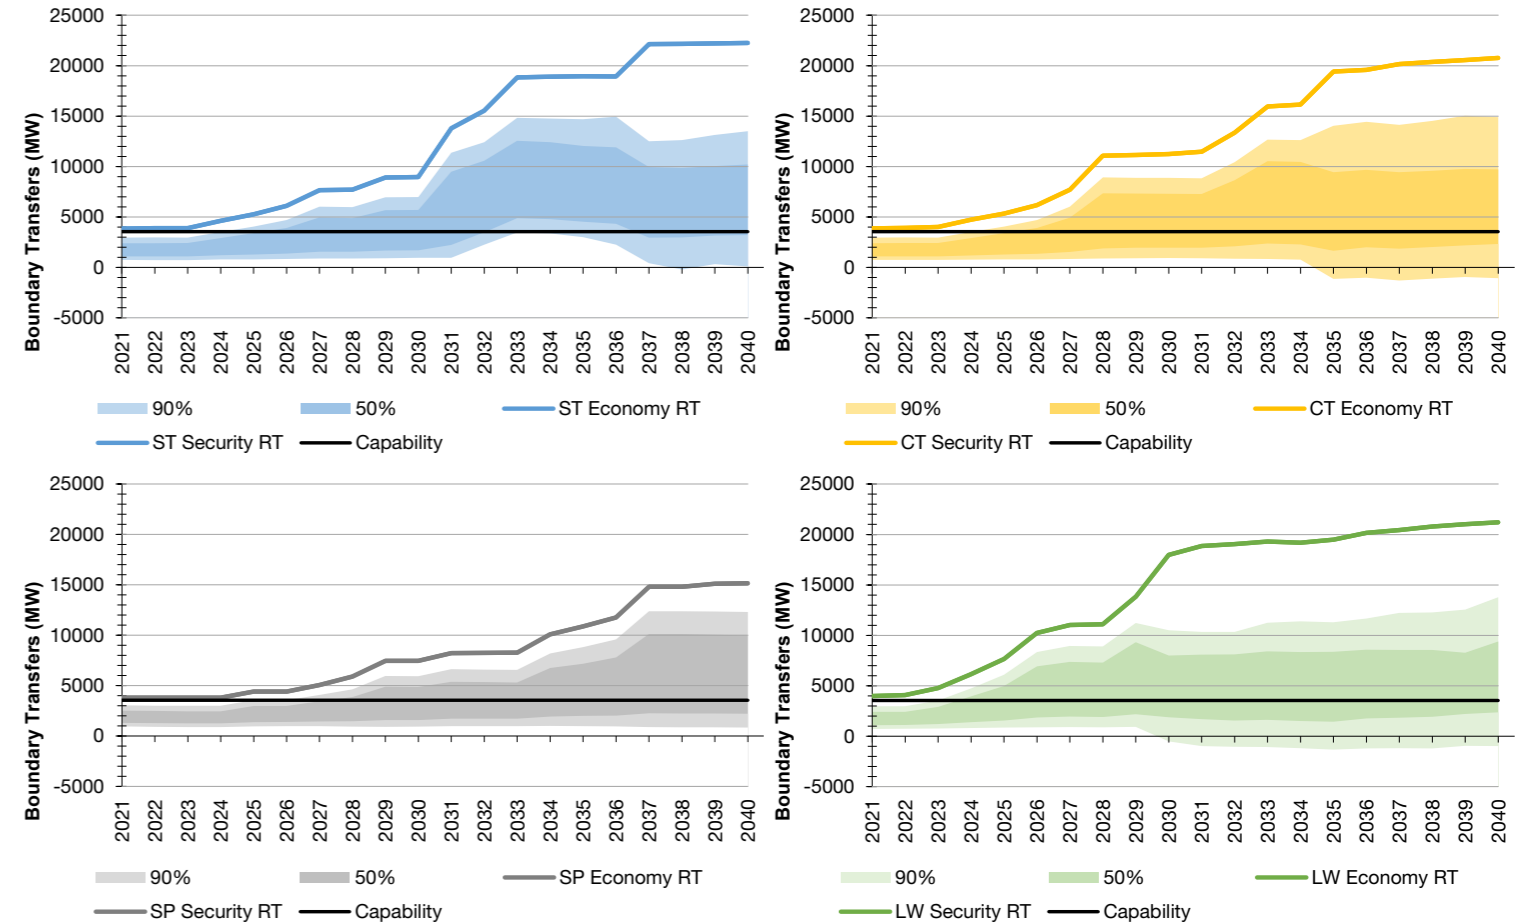 Boundary Transfers (MW)
25000
20000
15000
10000
5000
0
-5000
2021 2022 2023 2024 2025 2026 2027 2028 2029 2030 2031 2032 2033 2034 2035 2036 2037 2038 2039 2040
90% 50% ST Economy RT
ST Security RT Capability
Boundary Transfers (MW)
25000
20000
15000
10000
5000
0
-5000
2021 2022 2023 2024 2025 2026 2027 2028 2029 2030 2031 2032 2033 2034 2035 2036 2037 2038 2039 2040
90% 50% CT Economy RT
CT Security RT Capability
Boundary Transfers (MW)
25000
20000
15000
10000
5000
0
-5000
2021 2022 2023 2024 2025 2026 2027 2028 2029 2030 2031 2032 2033 2034 2035 2036 2037 2038 2039 2040
90% 50% SP Economy RT
SP Security RT Capability
Boundary Transfers (MW)
25000
20000
15000
10000
5000
0
-5000
2021 2022 2023 2024 2025 2026 2027 2028 2029 2030 2031 2032 2033 2034 2035 2036 2037 2038 2039 2040
90% 50% LW Economy RT
LW Security RT Capability